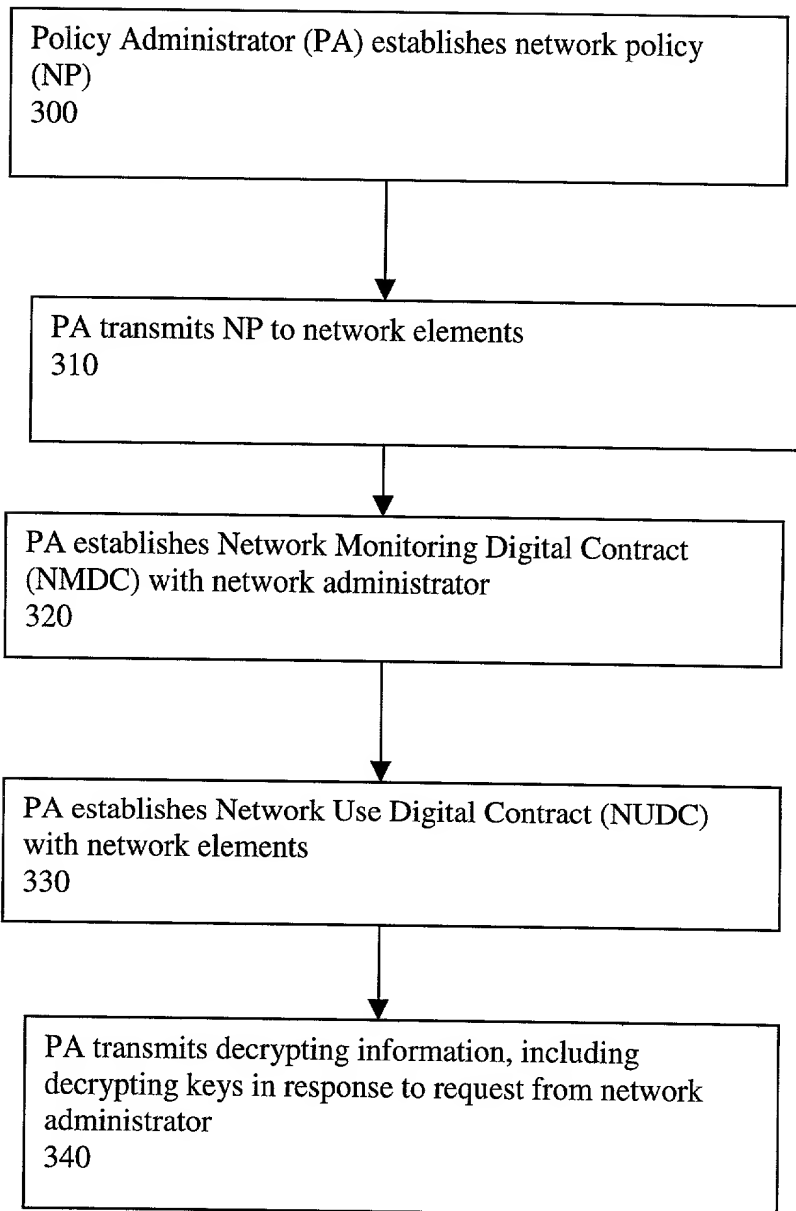 Policy Administrator (PA) establishes network policy
(NP)
300
PA transmits NP to network elements
310
PA establishes Network Monitoring Digital Contract
(NMDC) with network administrator
320
PA establishes Network Use Digital Contract (NUDC)
with network elements
330
PA transmits decrypting information, including
decrypting keys in response to request from network
administrator
340